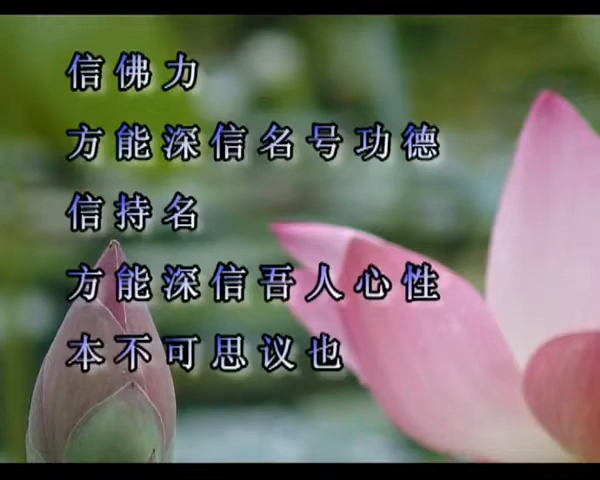 信佛力
方能深信名号功德
信持名
方能深信吾人心性
本不可思议也